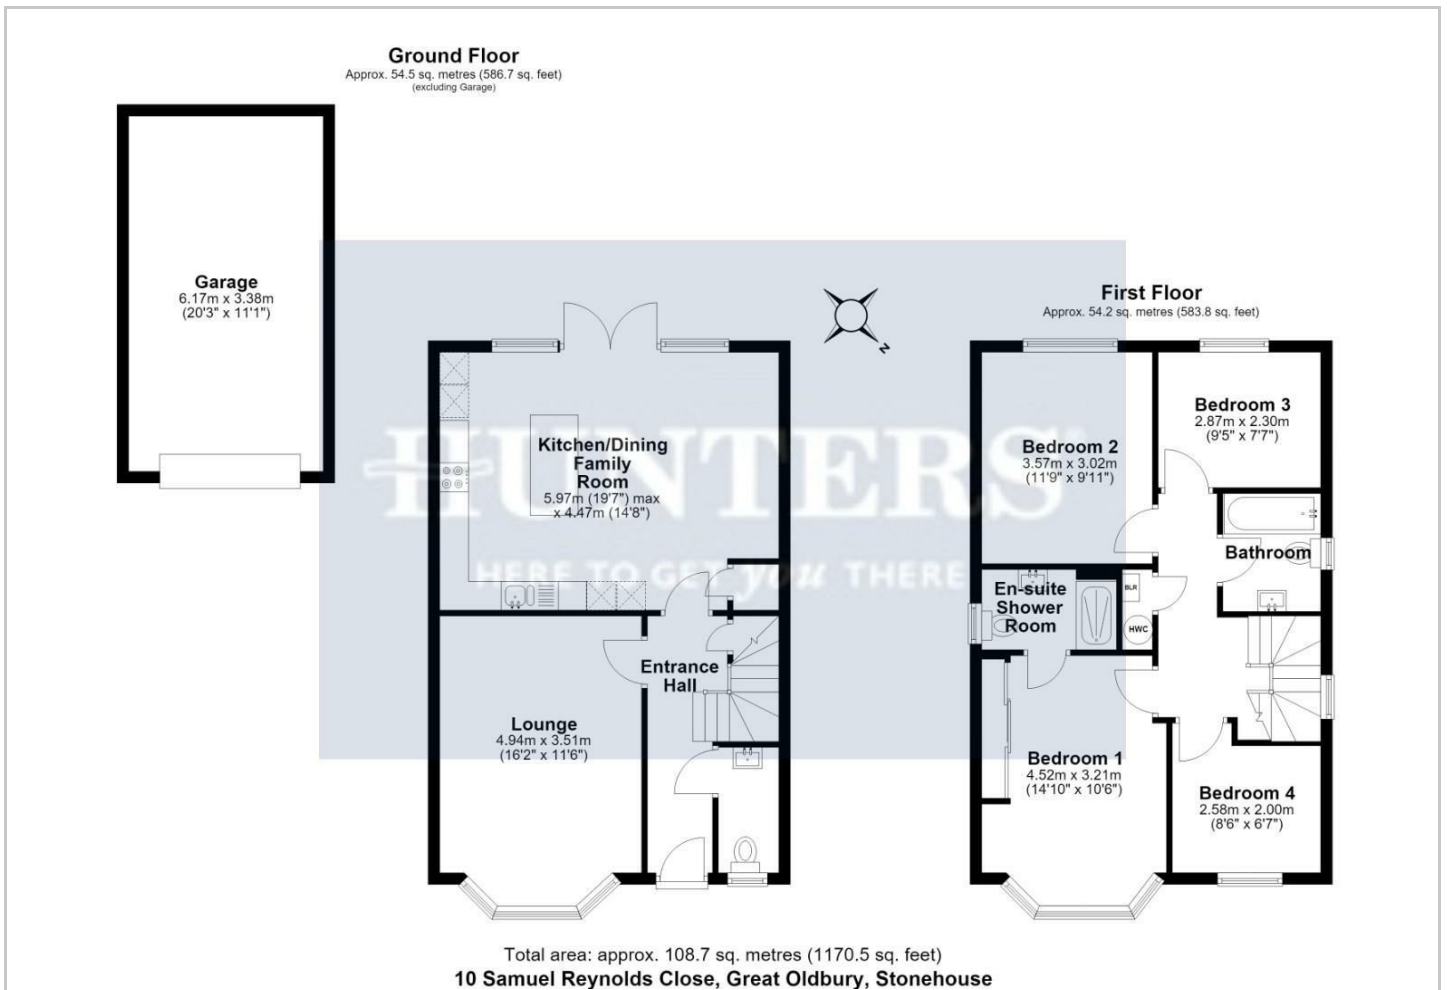 Ground Floor
Approx. 54.5 sq. metres (586.7 sq. feet)
(excluding Garage)
Garage
6.17m x 3.38m
(20'3" x 11'1")
Kitchen/Dining
Family
Room
5.97m (19'7") max
x 4.47m (14'8")
Lounge
4.94m x 3.51m
(16'2" x 11'6")
Entrance
Hall
N
First Floor
Approx. 54.2 sq. metres (583.8 sq. feet)
Bedroom 2
3.57m x 3.02m
(11'9" x 9'11")
Bedroom 3
2.87m x 2.30m
(9'5" x 7'7")
Bathroom
En-suite
Shower
Room
BLR
HWC
Bedroom 1
4.52m x 3.21m
(14'10" x 10'6")
Bedroom 4
2.58m x 2.00m
(8'6" x 6'7")
HUNTERS
HERE TO GET you THERE
Total area: approx. 108.7 sq. metres (1170.5 sq. feet)
10 Samuel Reynolds Close, Great Oldbury, Stonehouse